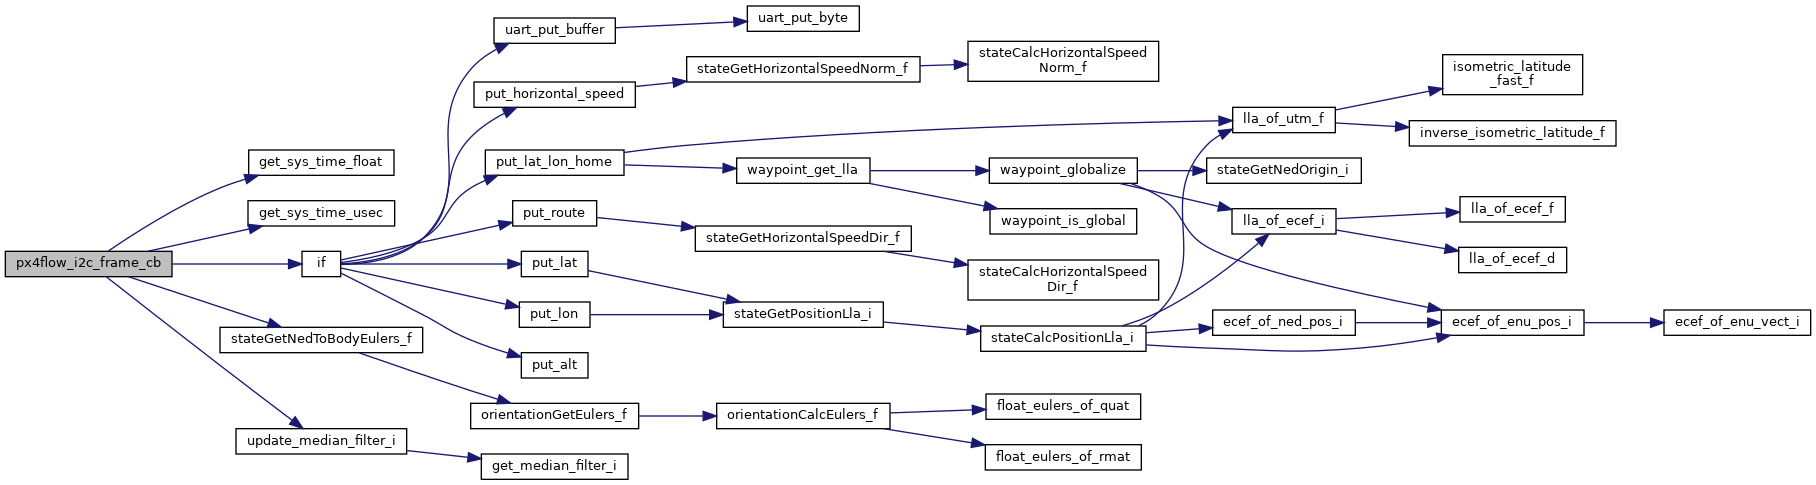 px4flow_i2c_frame_cb
get_sys_time_float
get_sys_time_usec
if
stateGetNedToBodyEulers_f
update_median_filter_i
uart_put_buffer
put_horizontal_speed
put_lat_lon_home
put_route
put_lat
put_lon
put_alt
orientationGetEulers_f
get_median_filter_i
uart_put_byte
stateGetHorizontalSpeedNorm_f
waypoint_get_lla
stateGetHorizontalSpeedDir_f
stateGetPositionLla_i
orientationCalcEulers_f
stateCalcHorizontalSpeed
Norm_f
waypoint_globalize
waypoint_is_global
stateCalcHorizontalSpeed
Dir_f
stateCalcPositionLla_i
float_eulers_of_quat
float_eulers_of_rmat
lla_of_utm_f
stateGetNedOrigin_i
lla_of_ecef_i
ecef_of_ned_pos_i
isometric_latitude
_fast_f
inverse_isometric_latitude_f
lla_of_ecef_f
lla_of_ecef_d
ecef_of_enu_pos_i
ecef_of_enu_vect_i